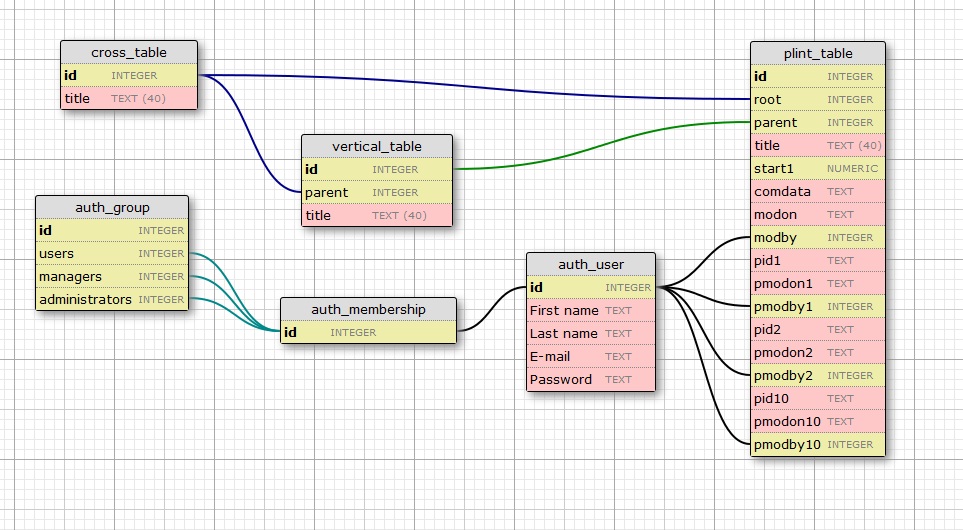 cross_table
id INTEGER
title TEXT (40)
vertical_table
id INTEGER
parent INTEGER
title TEXT (40)
auth_group
id INTEGER
users INTEGER
managers INTEGER
administrators INTEGER
auth_membership
id INTEGER
auth_user
id INTEGER
First name TEXT
Last name TEXT
E-mail TEXT
Password TEXT
plint_table
id INTEGER
root INTEGER
parent INTEGER
title TEXT (40)
start1 NUMERIC
comdata TEXT
modon TEXT
modby INTEGER
pid1 TEXT
pmodon1 TEXT
pmodby1 INTEGER
pid2 TEXT
pmodon2 TEXT
pmodby2 INTEGER
pid10 TEXT
pmodon10 TEXT
pmodby10 INTEGER